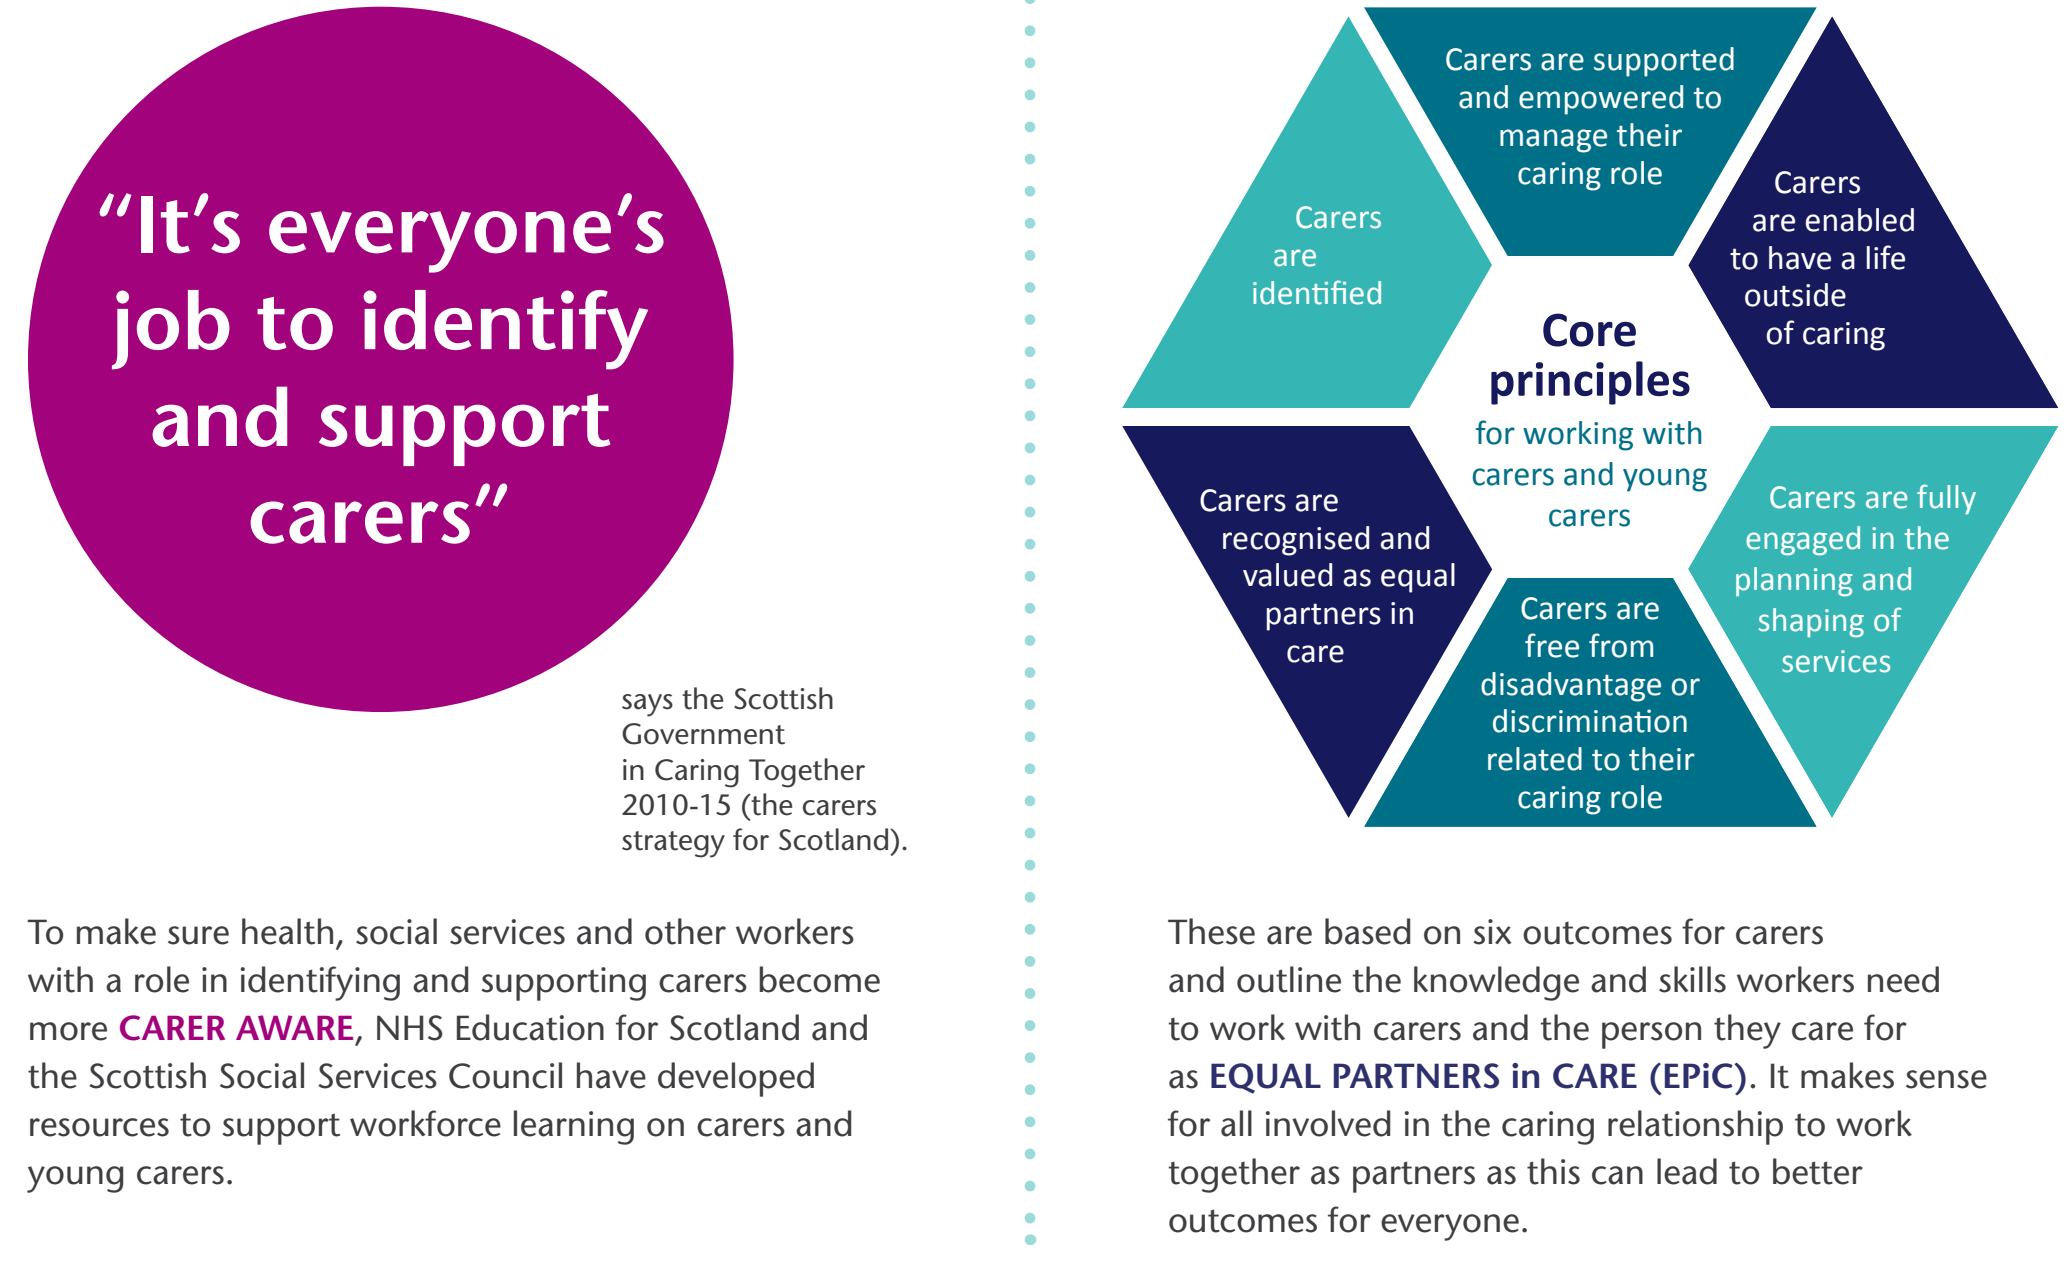 “It’s everyone’s
job to identify
and support
carers”
says the Scottish
Government
in Caring Together
2010-15 (the carers
strategy for Scotland).
To make sure health, social services and other workers
with a role in identifying and supporting carers become
more CARER AWARE, NHS Education for Scotland and
the Scottish Social Services Council have developed
resources to support workforce learning on carers and
young carers.
Core
principles
for working with
carers and young
carers
Carers
are
identified
Carers are supported
and empowered to
manage their
caring role
Carers
are enabled
to have a life
outside
of caring
Carers are fully
engaged in the
planning and
shaping of
services
Carers are
free from
disadvantage or
discrimination
related to their
caring role
Carers are
recognised and
valued as equal
partners in
care
These are based on six outcomes for carers
and outline the knowledge and skills workers need
to work with carers and the person they care for
as EQUAL PARTNERS in CARE (EPiC). It makes sense
for all involved in the caring relationship to work
together as partners as this can lead to better
outcomes for everyone.